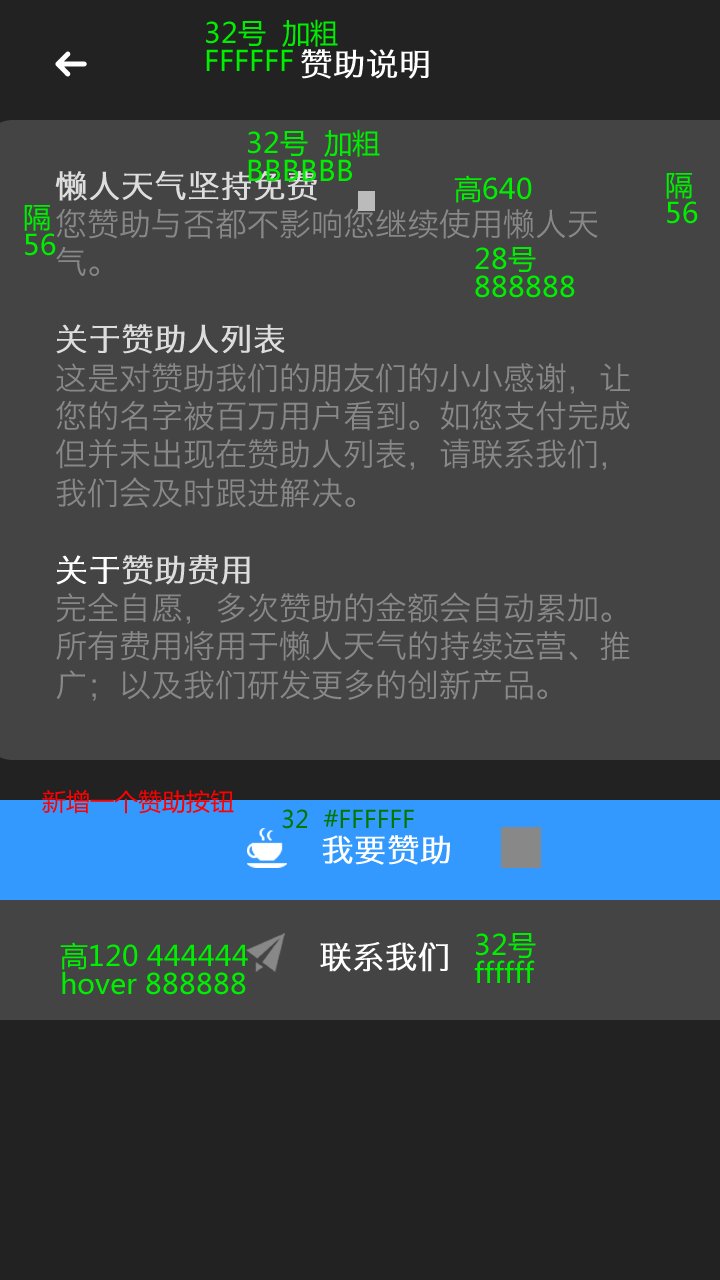 32号 加粗
FFFFFF
赞助说明
32号 加粗
BBBBBB
懒人天气坚持免费
高640
隔
56
隔
56
您赞助与否都不影响您继续使用懒人天
气。
28号
888888
关于赞助人列表
这是对赞助我们的朋友们的小小感谢，让
您的名字被百万用户看到。如您支付完成
但并未出现在赞助人列表，请联系我们，
我们会及时跟进解决。
关于赞助费用
完全自愿，多次赞助的金额会自动累加。
所有费用将用于懒人天气的持续运营、推
广；以及我们研发更多的创新产品。
新增一个赞助按钮
32 #FFFFFF
我要赞助
高120 444444
hover 888888
联系我们
32号
ffffff